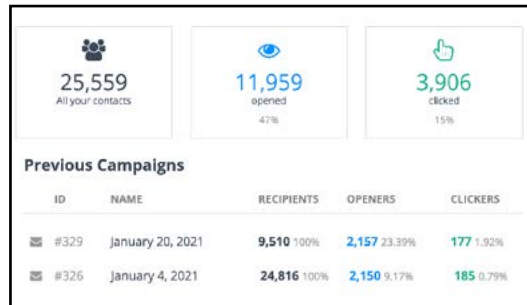 25,559 11,959 3,906
All your contacts opened clicked
47% 15%
Previous Campaigns
ID NAME RECIPIENTS OPENERS CLICKERS
#329 January 20, 2021 9,510 100% 2,157 23.39% 177 1.92%
#326 January 4, 2021 24,816 100% 2,150 9.17% 185 0.79%